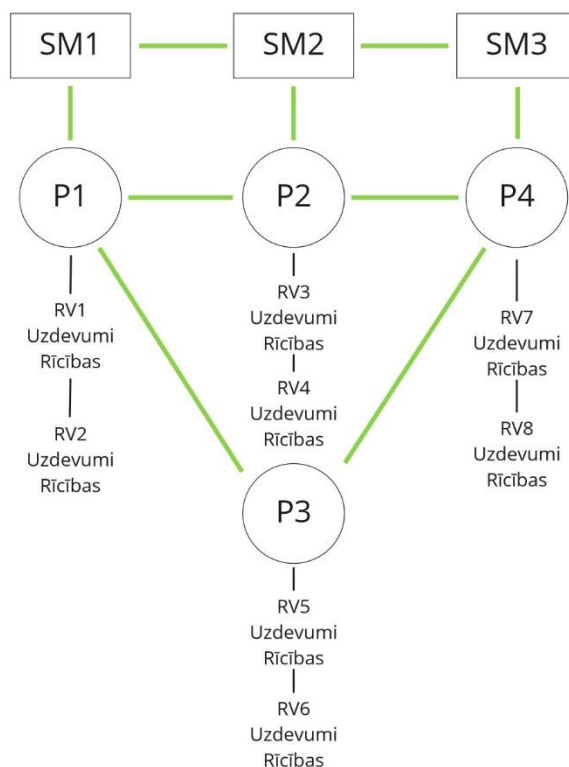 SM1 SM2 SM3
P1 P2 P4
RV1
Uzdevumi
Rīcības
RV2
Uzdevumi
Rīcības
RV3
Uzdevumi
Rīcības
RV4
Uzdevumi
Rīcības
RV7
Uzdevumi
Rīcības
RV8
Uzdevumi
Rīcības
P3
RV5
Uzdevumi
Rīcības
RV6
Uzdevumi
Rīcības